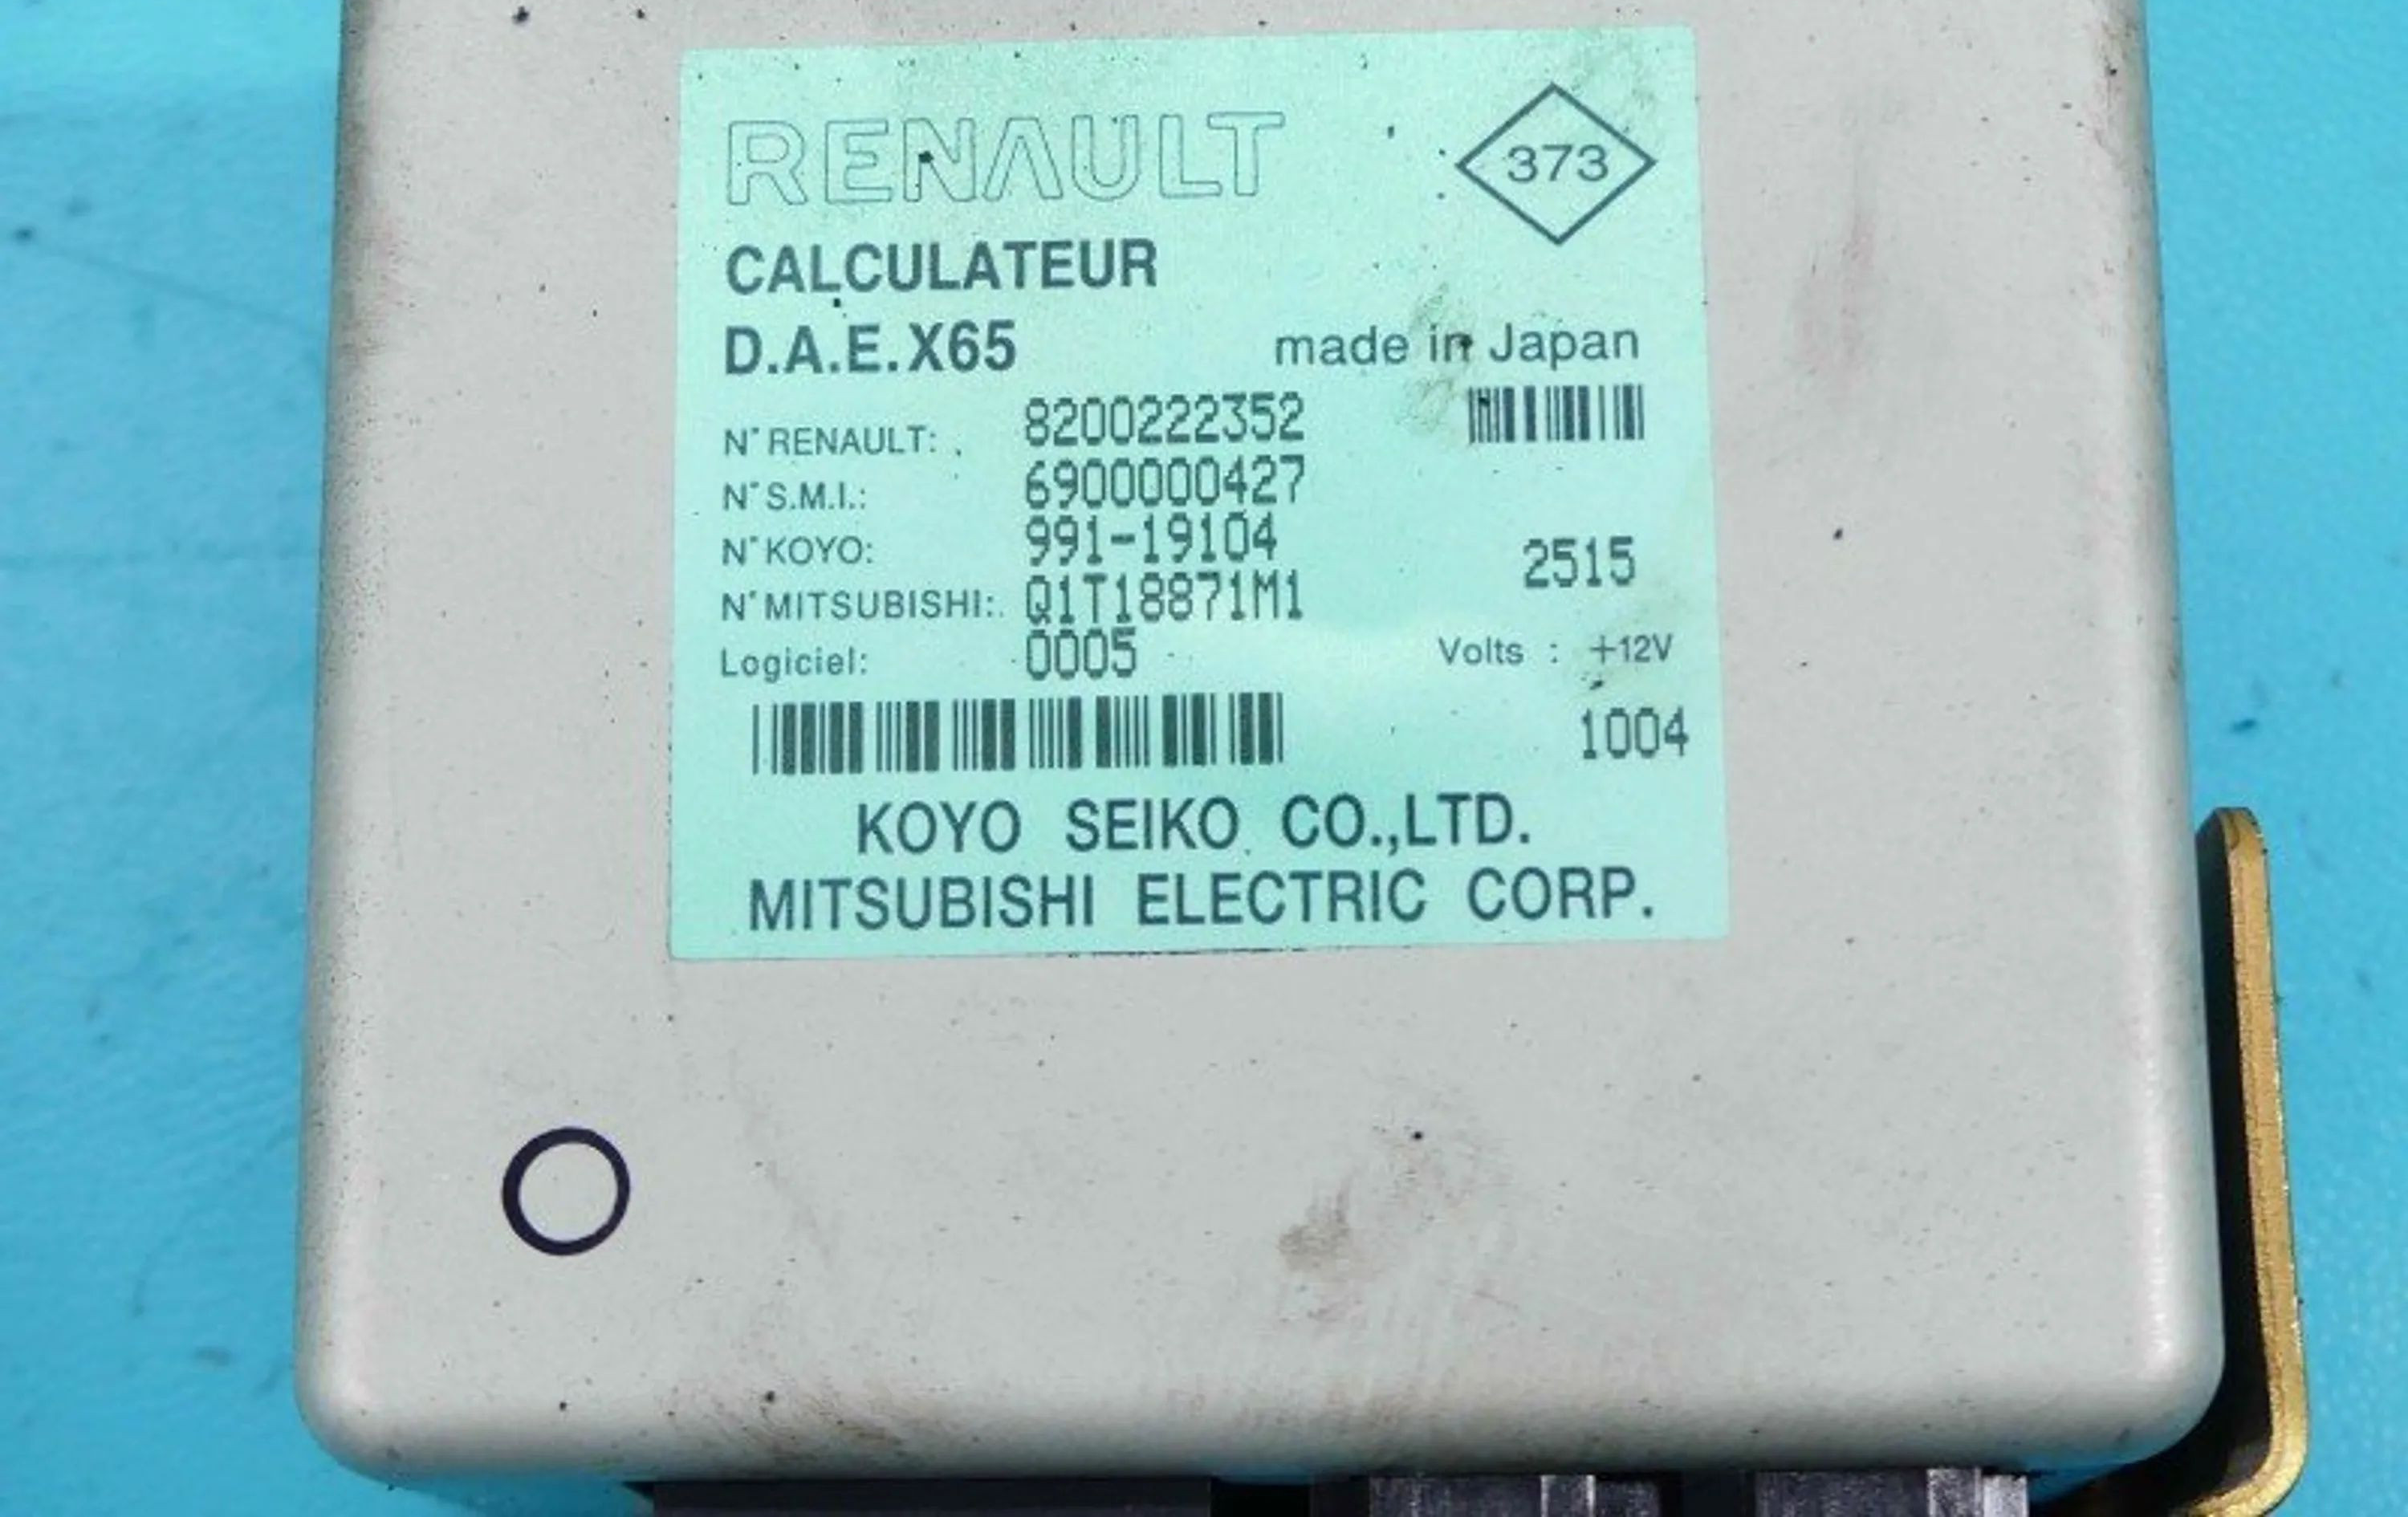 RENAULT
373
CALCULATEUR
D.A.E.X65 made in Japan
N° RENAULT: 8200222352
N° S.M.I.: 6900000427
N° KOYO: 991-19104
2515
N° MITSUBISHI: Q1T18871M1
Logiciel: 0005 Volts : +12V
1004
KOYO SEIKO CO.,LTD.
MITSUBISHI ELECTRIC CORP.